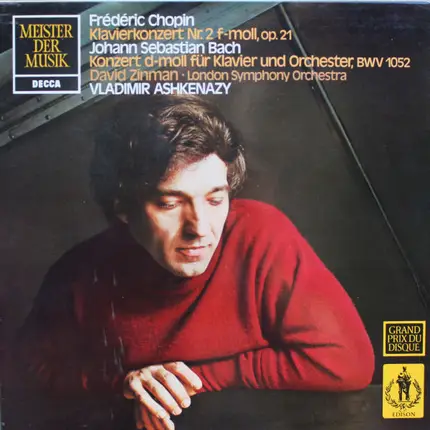 MEISTER
DER
MUSIK
DECCA
Frédéric Chopin
Klavierkonzert Nr. 2 f-moll, op. 21
Johann Sebastian Bach
Konzert d-moll für Klavier und Orchester, BWV 1052
David Zinman · London Symphony Orchestra
VLADIMIR ASHKENAZY
GRAND
PRIX DU
DISQUE
EDISON